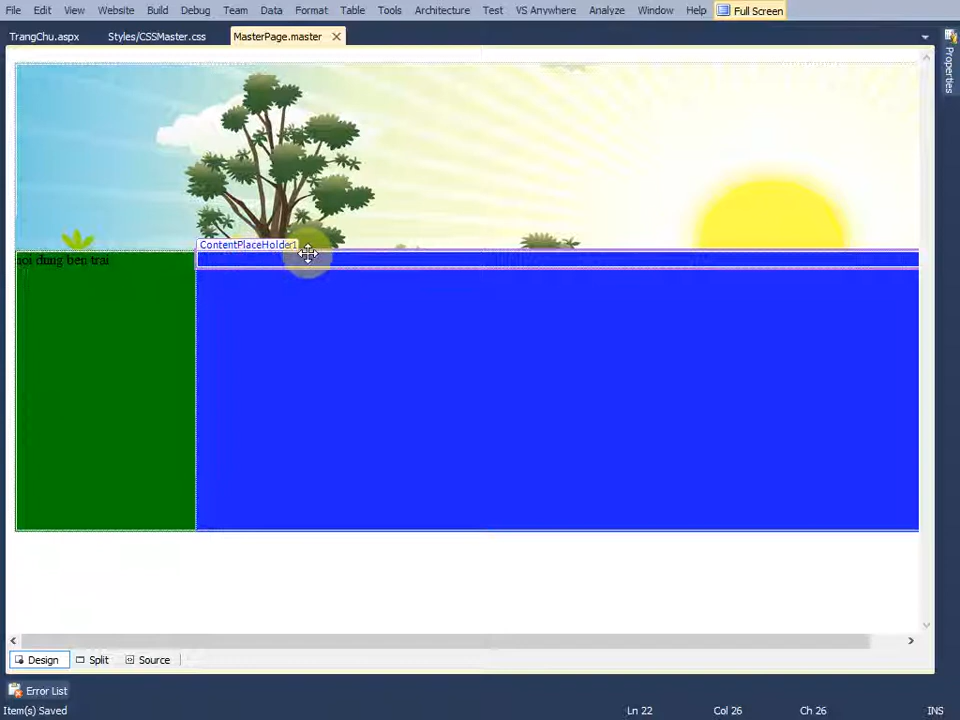 File Edit View Website Build Debug Team Data Format Table Tools Architecture Test VS Anywhere Analyze Window Help Full Screen
TrangChu.aspx Styles/CSSMaster.css MasterPage.master
Properties
ContentPlaceHolder1
noi dung ben trai
Design Split Source
Error List
Item(s) Saved Ln 22 Col 26 Ch 26 INS